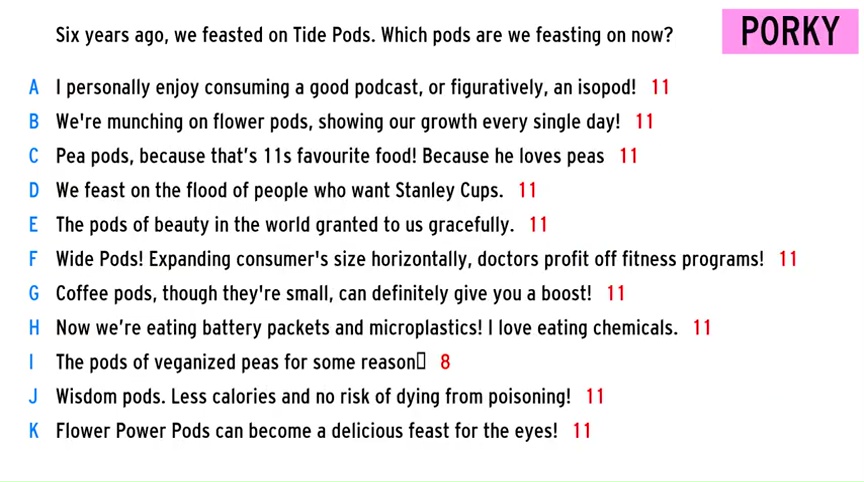 Six years ago, we feasted on Tide Pods. Which pods are we feasting on now?
PORKY
A I personally enjoy consuming a good podcast, or figuratively, an isopod! 11
B We're munching on flower pods, showing our growth every single day! 11
C Pea pods, because that's 11s favourite food! Because he loves peas 11
D We feast on the flood of people who want Stanley Cups. 11
E The pods of beauty in the world granted to us gracefully. 11
F Wide Pods! Expanding consumer's size horizontally, doctors profit off fitness programs! 11
G Coffee pods, though they're small, can definitely give you a boost! 11
H Now we're eating battery packets and microplastics! I love eating chemicals. 11
I The pods of veganized peas for some reason▯ 8
J Wisdom pods. Less calories and no risk of dying from poisoning! 11
K Flower Power Pods can become a delicious feast for the eyes! 11